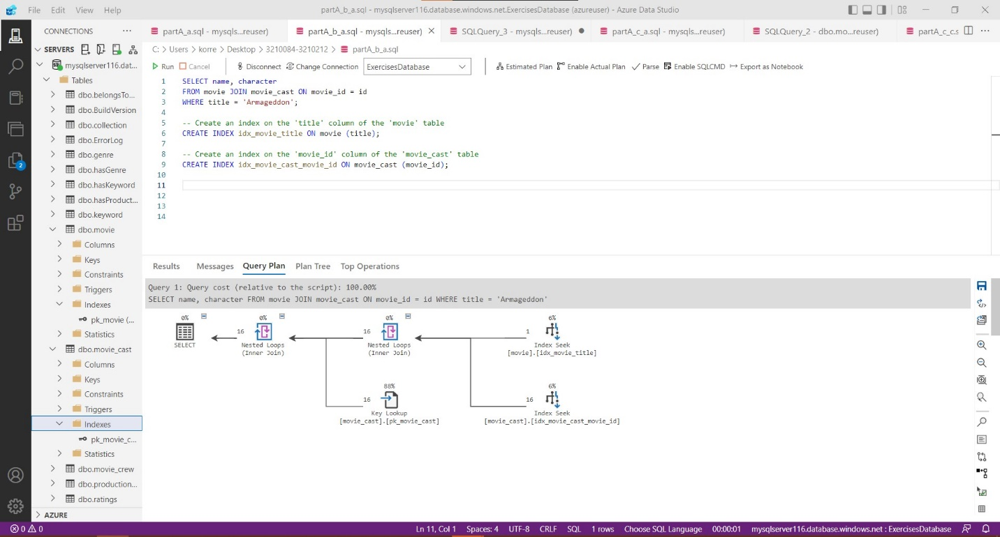 File Edit View Help
partA_b_a.sql - mysqlserver116.database.windows.net.ExercisesDatabase (azureuser) - Azure Data Studio
CONNECTIONS ...
partA_a.sql - mysqls...reuser)
partA_b_a.sql - mysqls...reuser)
SQLQuery_3 - mysqls...reuser)
partA_c_a.sql - mysqls...reuser)
SQLQuery_2 - dbo.mo...reuser)
partA_c_c.s
SERVERS
C: > Users > korre > Desktop > 3210084-3210212 > partA_b_a.sql
mysqlserver116.dat...
Run Cancel Disconnect Change Connection ExercisesDatabase Estimated Plan Enable Actual Plan Parse Enable SQLCMD Export as Notebook
Tables
dbo.belongsTo...
dbo.BuildVersion
dbo.collection
dbo.ErrorLog
dbo.genre
dbo.hasGenre
dbo.hasKeyword
dbo.hasProduct...
dbo.keyword
dbo.movie
Columns
Keys
Constraints
Triggers
Indexes
pk_movie (...
Statistics
dbo.movie_cast
Columns
Keys
Constraints
Triggers
Indexes
pk_movie_c...
Statistics
dbo.movie_crew
dbo.production...
dbo.ratings
AZURE
2
1 SELECT name, character
2 FROM movie JOIN movie_cast ON movie_id = id
3 WHERE title = 'Armageddon';
4
5 -- Create an index on the 'title' column of the 'movie' table
6 CREATE INDEX idx_movie_title ON movie (title);
7
8 -- Create an index on the 'movie_id' column of the 'movie_cast' table
9 CREATE INDEX idx_movie_cast_movie_id ON movie_cast (movie_id);
10
11
12
13
14
Results Messages Query Plan Plan Tree Top Operations
Query 1: Query cost (relative to the script): 100.00%
SELECT name, character FROM movie JOIN movie_cast ON movie_id = id WHERE title = 'Armageddon'
0% 0% 0% 6%
16 16 1
SELECT Nested Loops Nested Loops Index Seek
(Inner Join) (Inner Join) [movie].[idx_movie_title]
88% 6%
16 16
Key Lookup Index Seek
[movie_cast].[pk_movie_cast] [movie_cast].[idx_movie_cast_movie_id]
0 0 Ln 11, Col 1 Spaces: 4 UTF-8 CRLF SQL 1 rows Choose SQL Language 00:00:01 mysqlserver116.database.windows.net : ExercisesDatabase